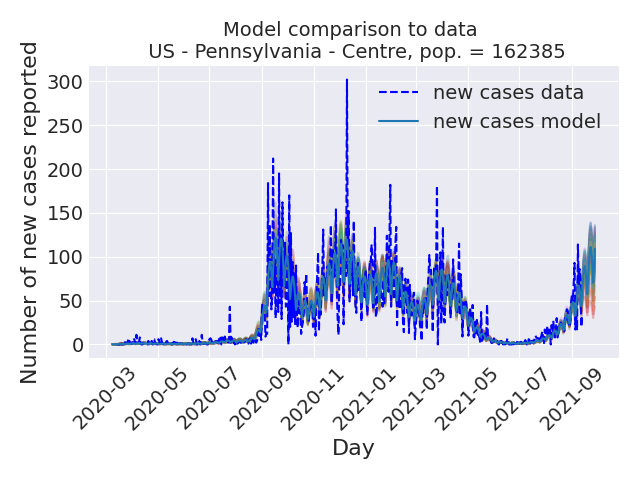 Model comparison to data
US - Pennsylvania - Centre, pop. = 162385
Number of new cases reported
300
250
200
150
100
50
0
new cases data
new cases model
2020-03
2020-05
2020-07
2020-09
2020-11
2021-01
2021-03
2021-05
2021-07
2021-09
Day